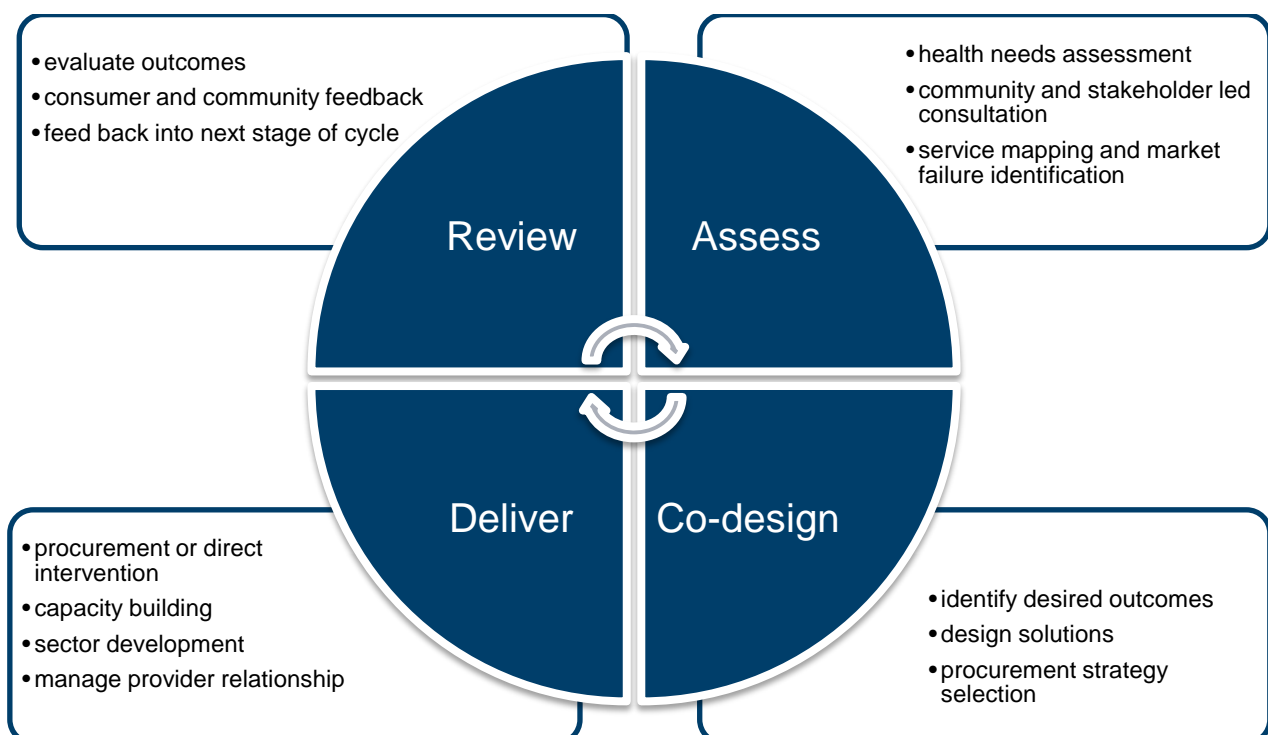 •evaluate outcomes
•consumer and community feedback
•feed back into next stage of cycle
•health needs assessment
•community and stakeholder led
consultation
•service mapping and market
failure identification
Review
Assess
Deliver
Co-design
•procurement or direct
intervention
•capacity building
•sector development
•manage provider relationship
•identify desired outcomes
•design solutions
•procurement strategy
selection